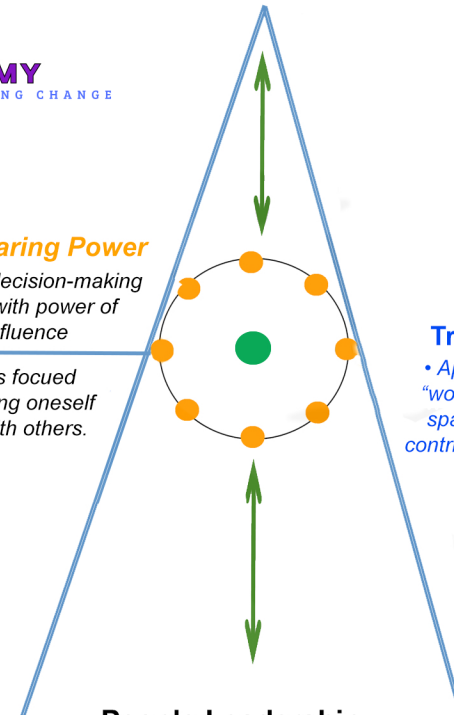 MY
NG CHANGE
aring Power
decision-making
with power of
fluence
s focued
ng oneself
th others.
Tr
• Ap
“wo
spa
contri